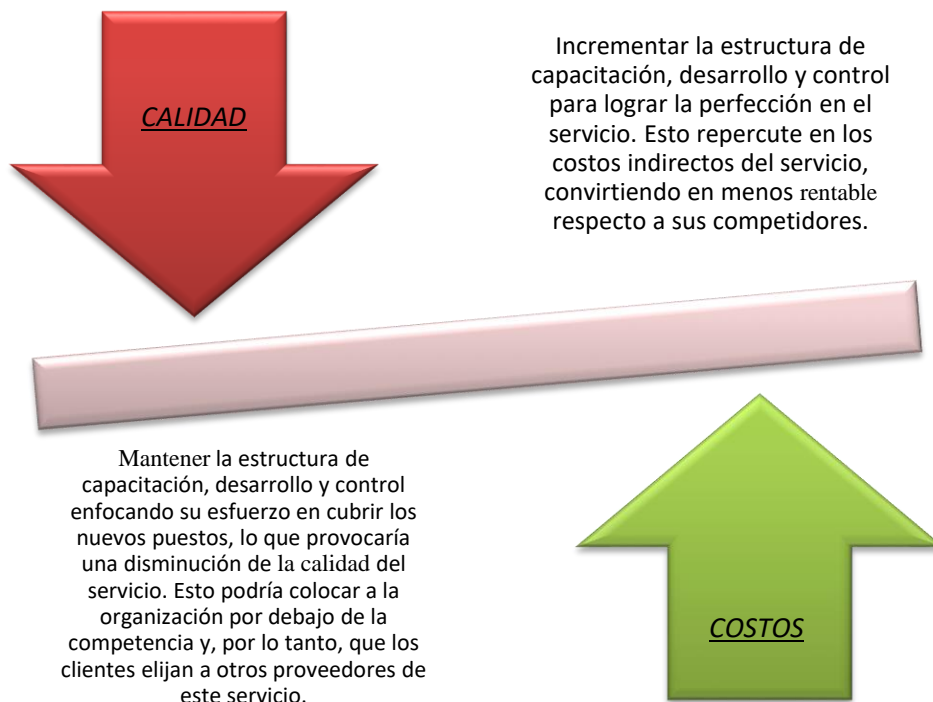 CALIDAD
Incrementar la estructura de
capacitación, desarrollo y control
para lograr la perfección en el
servicio. Esto repercute en los
costos indirectos del servicio,
convirtiendo en menos rentable
respecto a sus competidores.
Mantener la estructura de
capacitación, desarrollo y control
enfocando su esfuerzo en cubrir los
nuevos puestos, lo que provocaría
una disminución de la calidad del
servicio. Esto podría colocar a la
organización por debajo de la
competencia y, por lo tanto, que los
clientes elijan a otros proveedores de
este servicio.
COSTOS